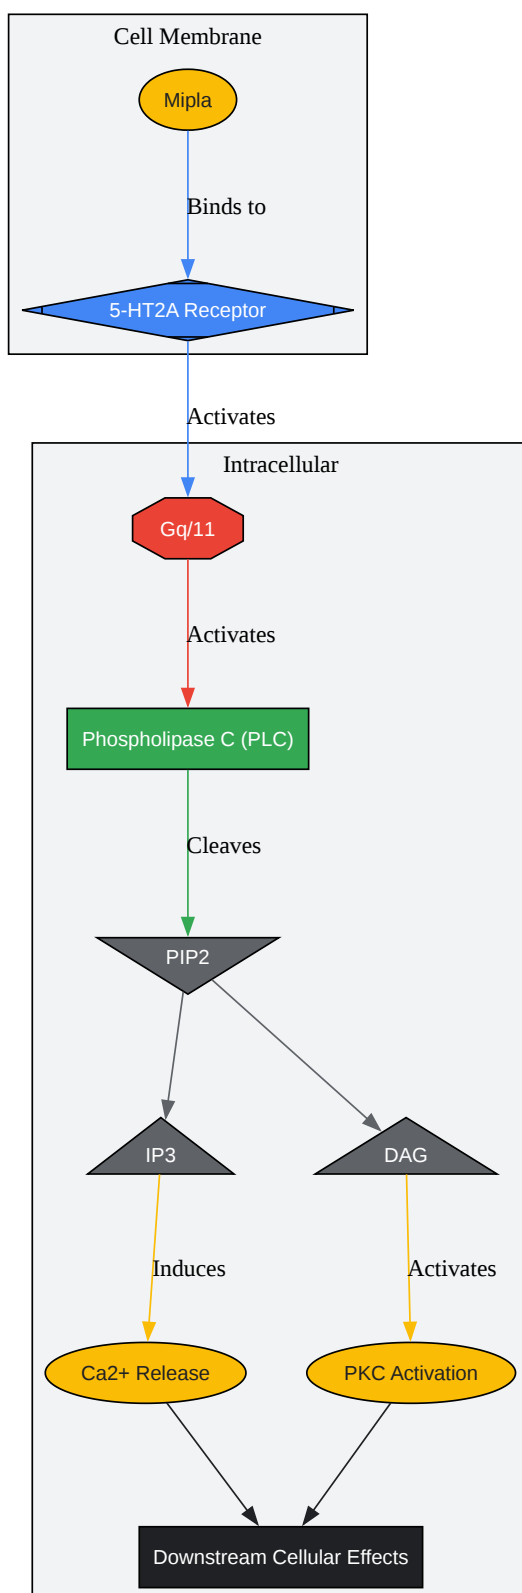 Cell Membrane
Mipla
Binds to
5-HT2A Receptor
Activates
Intracellular
Gq/11
Activates
Phospholipase C (PLC)
Cleaves
PIP2
IP3
DAG
Induces
Activates
Ca2+ Release
PKC Activation
Downstream Cellular Effects